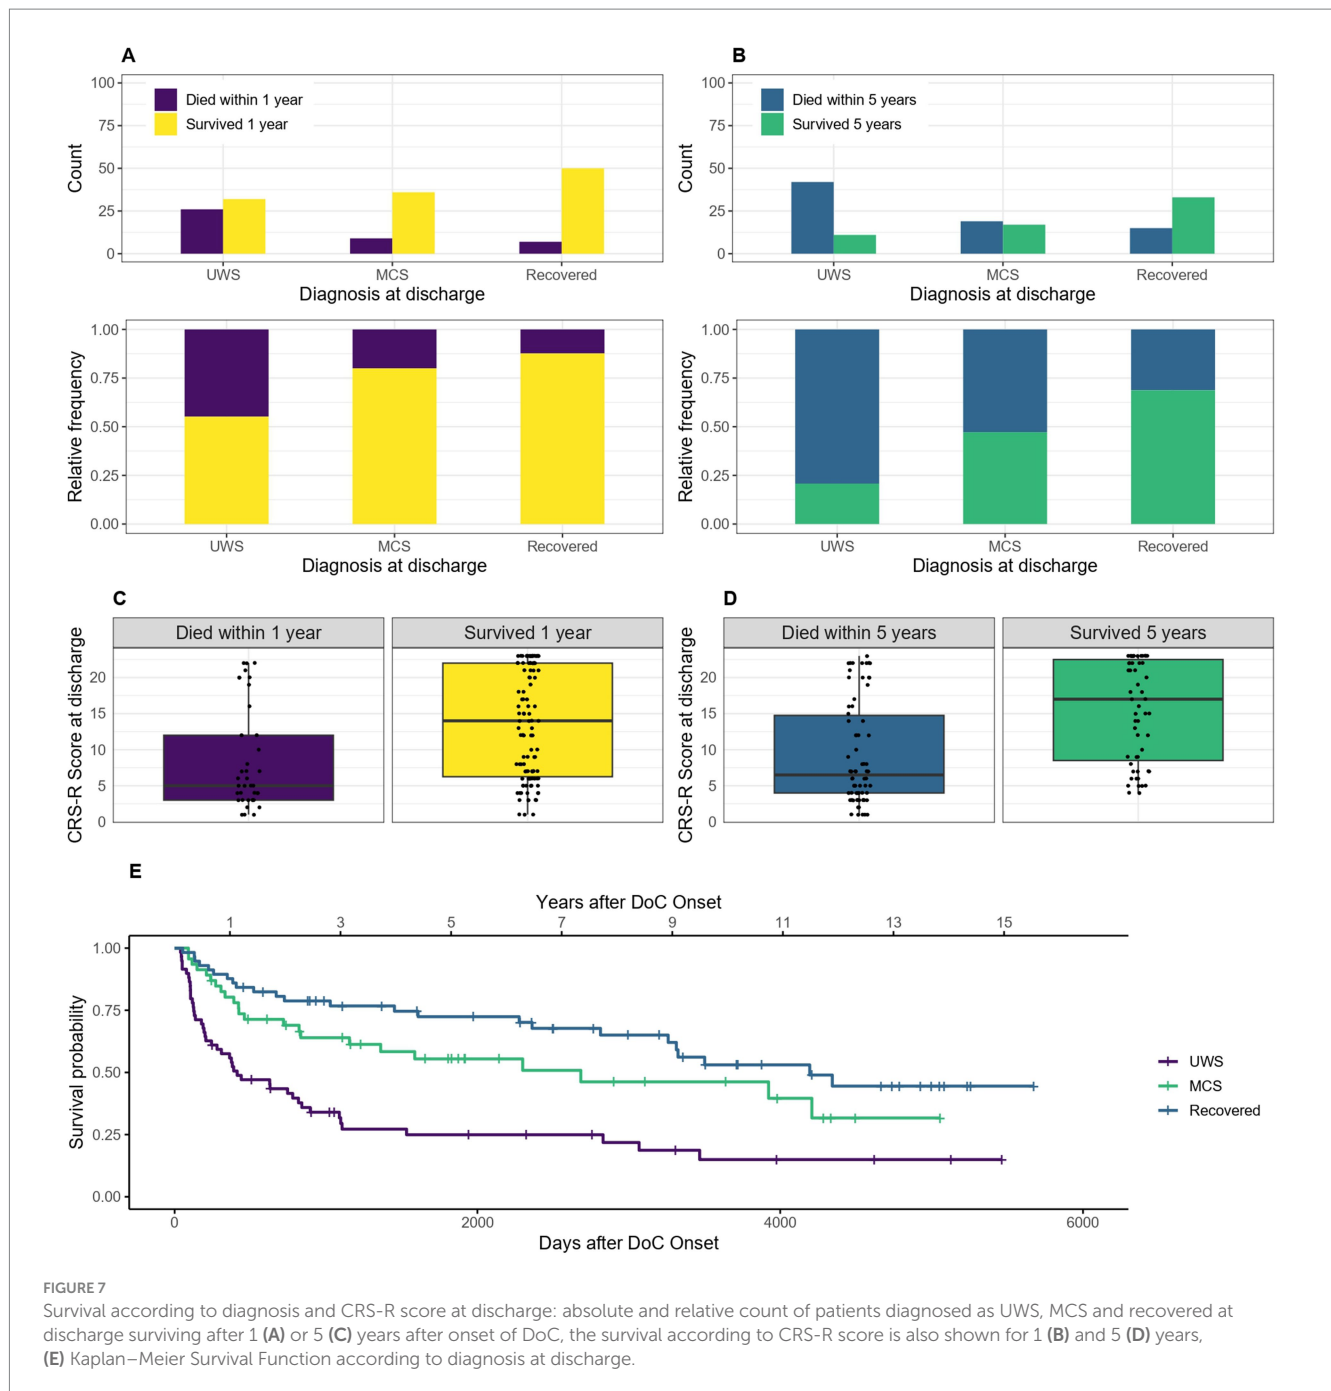 A
Died within 1 year
Survived 1 year
Count
100
75
50
25
0
UWS
MCS
Recovered
Diagnosis at discharge
Relative frequency
1.00
0.75
0.50
0.25
0.00
UWS
MCS
Recovered
Diagnosis at discharge
B
Died within 5 years
Survived 5 years
Count
100
75
50
25
0
UWS
MCS
Recovered
Diagnosis at discharge
Relative frequency
1.00
0.75
0.50
0.25
0.00
UWS
MCS
Recovered
Diagnosis at discharge
C
Died within 1 year
Survived 1 year
CRS-R Score at discharge
20
15
10
5
0
D
Died within 5 years
Survived 5 years
CRS-R Score at discharge
20
15
10
5
0
E
Years after DoC Onset
1 3 5 7 9 11 13 15
Survival probability
1.00
0.75
0.50
0.25
0.00
0 2000 4000 6000
Days after DoC Onset
UWS
MCS
Recovered
FIGURE 7
Survival according to diagnosis and CRS-R score at discharge: absolute and relative count of patients diagnosed as UWS, MCS and recovered at
discharge surviving after 1 (A) or 5 (C) years after onset of DoC, the survival according to CRS-R score is also shown for 1 (B) and 5 (D) years,
(E) Kaplan–Meier Survival Function according to diagnosis at discharge.